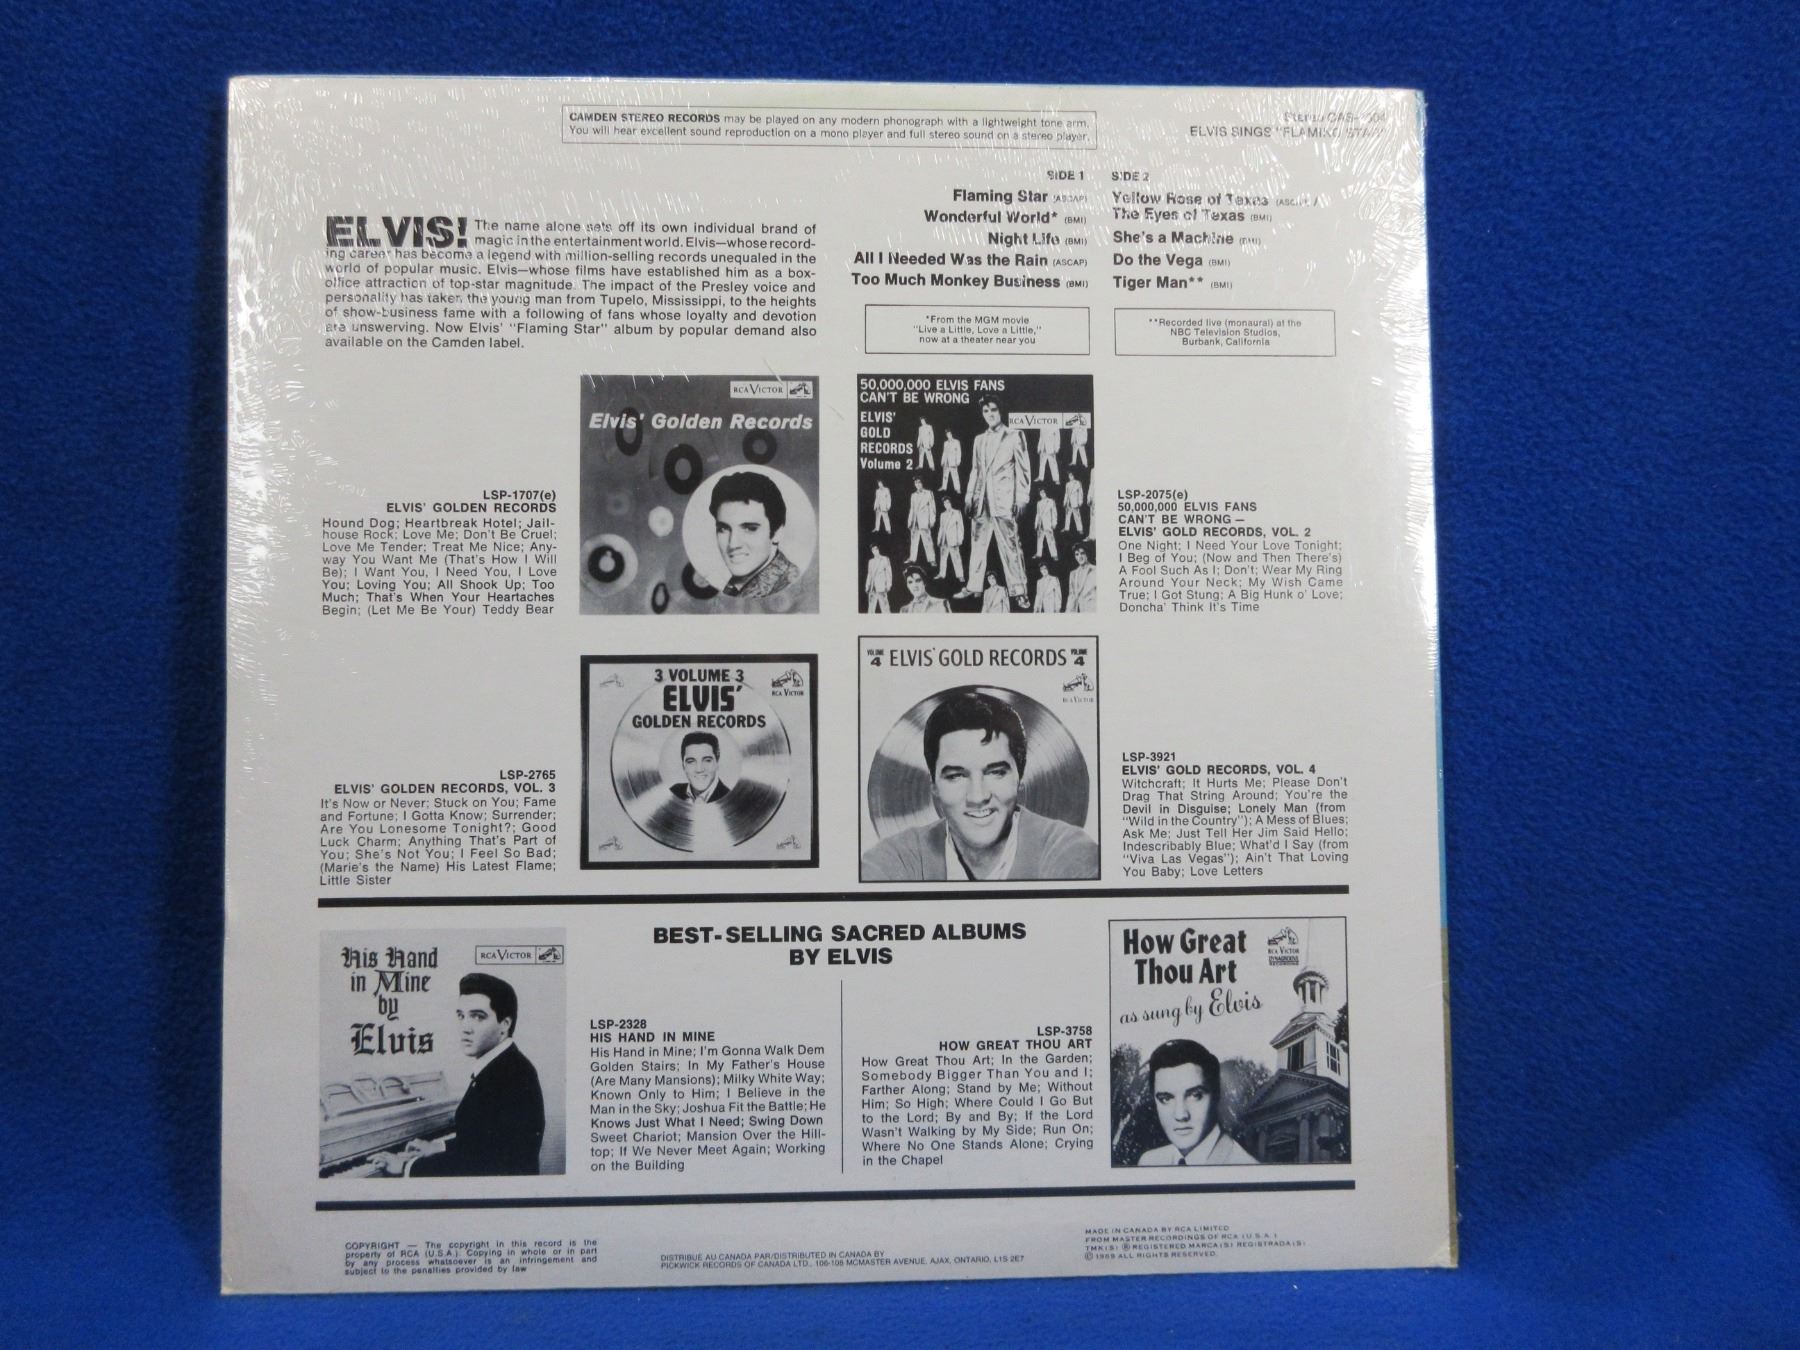 CAMDEN STEREO RECORDS may be played on any modern phonograph with a lightweight tone arm.
You will hear excellent sound reproduction on a mono player and full stereo sound on a stereo player.
Stereo
ELVIS SINGS "FLAMING STAR"
ELVIS! The name alone sets off its own individual brand of
magic in the entertainment world. Elvis—whose record-
ing career has become a legend with million-selling records unequaled in the
world of popular music. Elvis—whose films have established him as a box-
office attraction of top-star magnitude. The impact of the Presley voice and
personality has taken the young man from Tupelo, Mississippi, to the heights
of show-business fame with a following of fans whose loyalty and devotion
are unswerving. Now Elvis' "Flaming Star" album by popular demand also
available on the Camden label.
SIDE 1
Flaming Star (ASCAP)
Wonderful World* (BMI)
Night Life (BMI)
All I Needed Was the Rain (ASCAP)
Too Much Monkey Business (BMI)
*From the MGM movie
"Live a Little, Love a Little,"
now at a theater near you
SIDE 2
Yellow Rose of Texas (ASCAP) /
The Eyes of Texas (BMI)
She's a Machine (BMI)
Do the Vega (BMI)
Tiger Man** (BMI)
**Recorded live (monaural) at the
NBC Television Studios,
Burbank, California
LSP-1707(e)
ELVIS' GOLDEN RECORDS
Hound Dog; Heartbreak Hotel; Jail-
house Rock; Love Me; Don't Be Cruel;
Love Me Tender; Treat Me Nice; Any-
way You Want Me (That's How I Will
Be); I Want You, I Need You, I Love
You; Loving You; All Shook Up; Too
Much; That's When Your Heartaches
Begin; (Let Me Be Your) Teddy Bear
RCA VICTOR
Elvis' Golden Records
50,000,000 ELVIS FANS
CAN'T BE WRONG
ELVIS'
GOLD
RECORDS
Volume 2
RCA VICTOR
LSP-2075(e)
50,000,000 ELVIS FANS
CAN'T BE WRONG —
ELVIS' GOLD RECORDS, VOL. 2
One Night; I Need Your Love Tonight;
I Beg of You; (Now and Then There's)
A Fool Such As I; Don't; Wear My Ring
Around Your Neck; My Wish Came
True; I Got Stung; A Big Hunk o' Love;
Doncha' Think It's Time
LSP-2765
ELVIS' GOLDEN RECORDS, VOL. 3
It's Now or Never; Stuck on You; Fame
and Fortune; I Gotta Know; Surrender;
Are You Lonesome Tonight?; Good
Luck Charm; Anything That's Part of
You; She's Not You; I Feel So Bad;
(Marie's the Name) His Latest Flame;
Little Sister
3 VOLUME 3
ELVIS'
GOLDEN RECORDS
RCA VICTOR
VOLUME 4 ELVIS' GOLD RECORDS VOLUME 4
RCA VICTOR
LSP-3921
ELVIS' GOLD RECORDS, VOL. 4
Witchcraft; It Hurts Me; Please Don't
Drag That String Around; You're the
Devil in Disguise; Lonely Man (from
"Wild in the Country"); A Mess of Blues;
Ask Me; Just Tell Her Jim Said Hello;
Indescribably Blue; What'd I Say (from
"Viva Las Vegas"); Ain't That Loving
You Baby; Love Letters
BEST-SELLING SACRED ALBUMS
BY ELVIS
His Hand
in Mine
by
Elvis
RCA VICTOR
LSP-2328
HIS HAND IN MINE
His Hand in Mine; I'm Gonna Walk Dem
Golden Stairs; In My Father's House
(Are Many Mansions); Milky White Way;
Known Only to Him; I Believe in the
Man in the Sky; Joshua Fit the Battle; He
Knows Just What I Need; Swing Down
Sweet Chariot; Mansion Over the Hill-
top; If We Never Meet Again; Working
on the Building
LSP-3758
HOW GREAT THOU ART
How Great Thou Art; In the Garden;
Somebody Bigger Than You and I;
Farther Along; Stand by Me; Without
Him; So High; Where Could I Go But
to the Lord; By and By; If the Lord
Wasn't Walking by My Side; Run On;
Where No One Stands Alone; Crying
in the Chapel
How Great
Thou Art
as sung by Elvis
RCA VICTOR
DYNAGROOVE
RECORDING
COPYRIGHT — The copyright in this record is the
property of RCA (U.S.A.). Copying in whole or in part
by any process whatsoever is an infringement and
subject to the penalties provided by law
DISTRIBUÉ AU CANADA PAR/DISTRIBUTED IN CANADA BY
PICKWICK RECORDS OF CANADA LTD., 106-108 MCMASTER AVENUE, AJAX, ONTARIO, L1S 2E7
MADE IN CANADA BY RCA LIMITED
FROM MASTER RECORDINGS OF RCA (U.S.A.)
TMK(S) ® REGISTERED MARCA(S) REGISTRADA(S)
© 1969 ALL RIGHTS RESERVED.